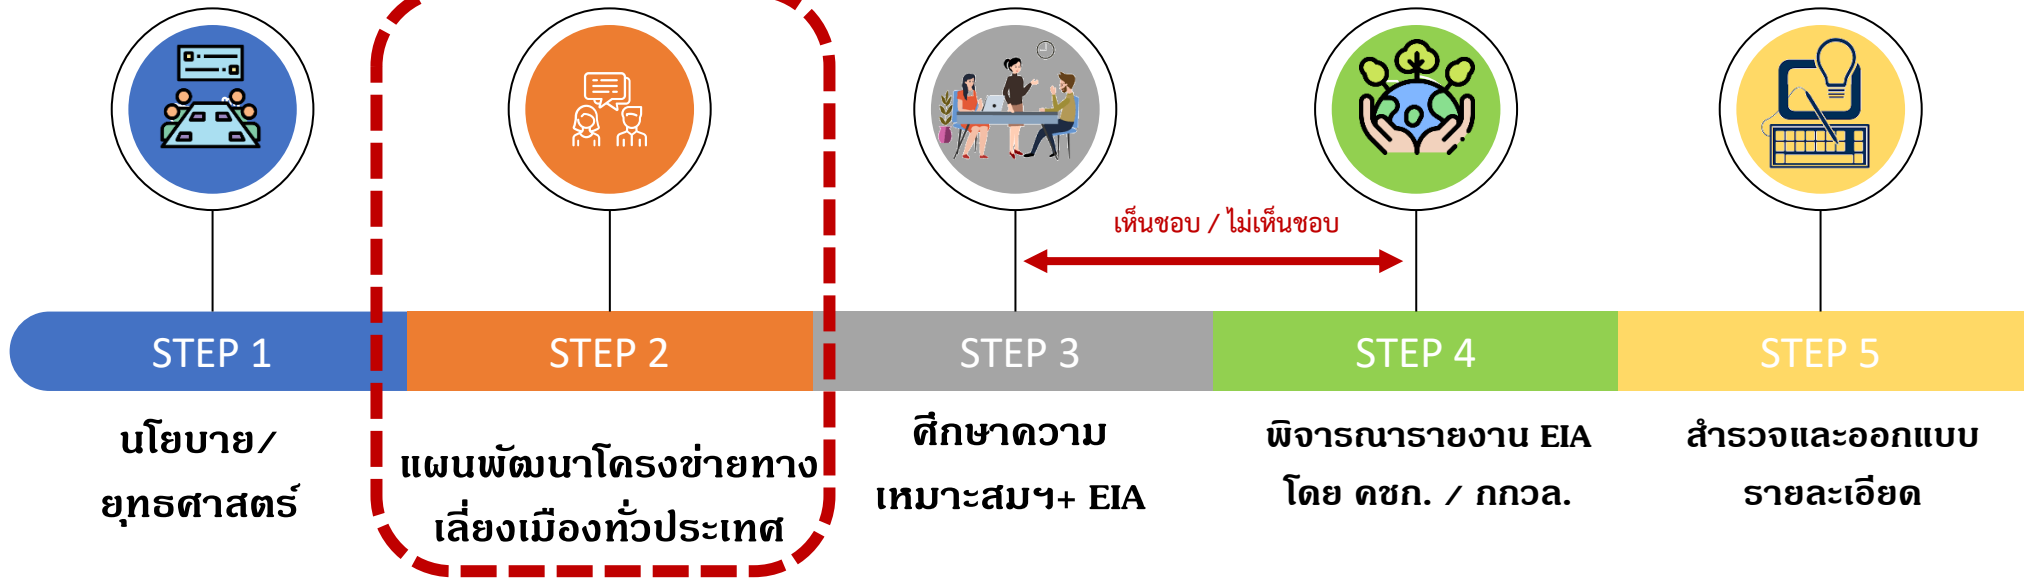 เห็นชอบ / ไม่เห็นชอบ
STEP 1
STEP 2
STEP 3
STEP 4
STEP 5
นโยบาย/
ยุทธศาสตร์
แผนพัฒนาโครงข่ายทาง
เลี่ยงเมืองทั่วประเทศ
ศึกษาความ
เหมาะสมฯ+ EIA
พิจารณารายงาน EIA
โดย คชก. / กกวล.
สำรวจและออกแบบ
รายละเอียด